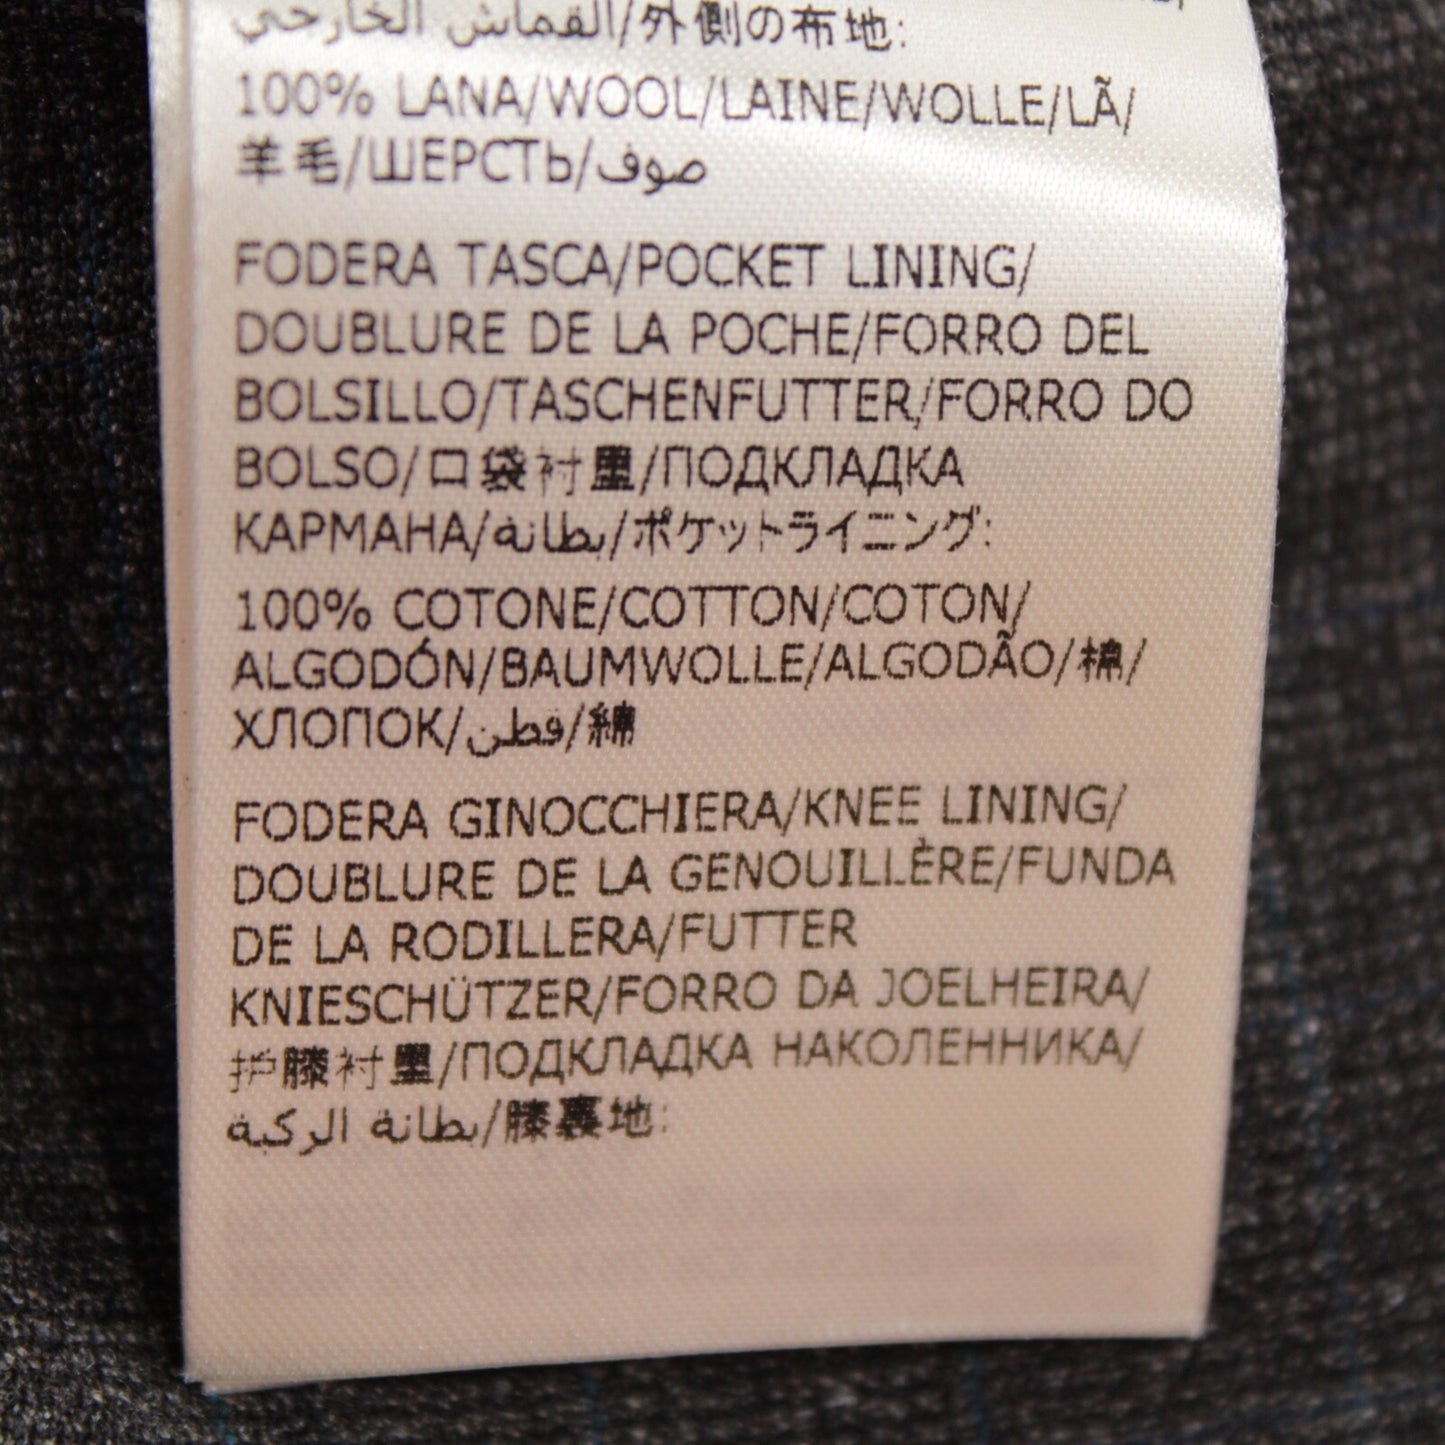 القماش الخارجي/外側の布地:
100% LANA/WOOL/LAINE/WOLLE/LÃ/
羊毛/ШЕРСТЬ/صوف
FODERA TASCA/POCKET LINING/
DOUBLURE DE LA POCHE/FORRO DEL
BOLSILLO/TASCHENFUTTER/FORRO DO
BOLSO/口袋衬里/ПОДКЛАДКА
КАРМАНА/بطانة/ポケットライニング:
100% COTONE/COTTON/COTON/
ALGODÓN/BAUMWOLLE/ALGODÃO/棉/
ХЛОПОК/قطن/綿
FODERA GINOCCHIERA/KNEE LINING/
DOUBLURE DE LA GENOUILLÈRE/FUNDA
DE LA RODILLERA/FUTTER
KNIESCHÜTZER/FORRO DA JOELHEIRA/
护膝衬里/ПОДКЛАДКА НАКОЛЕННИКА/
بطانة الركبة/膝裏地: